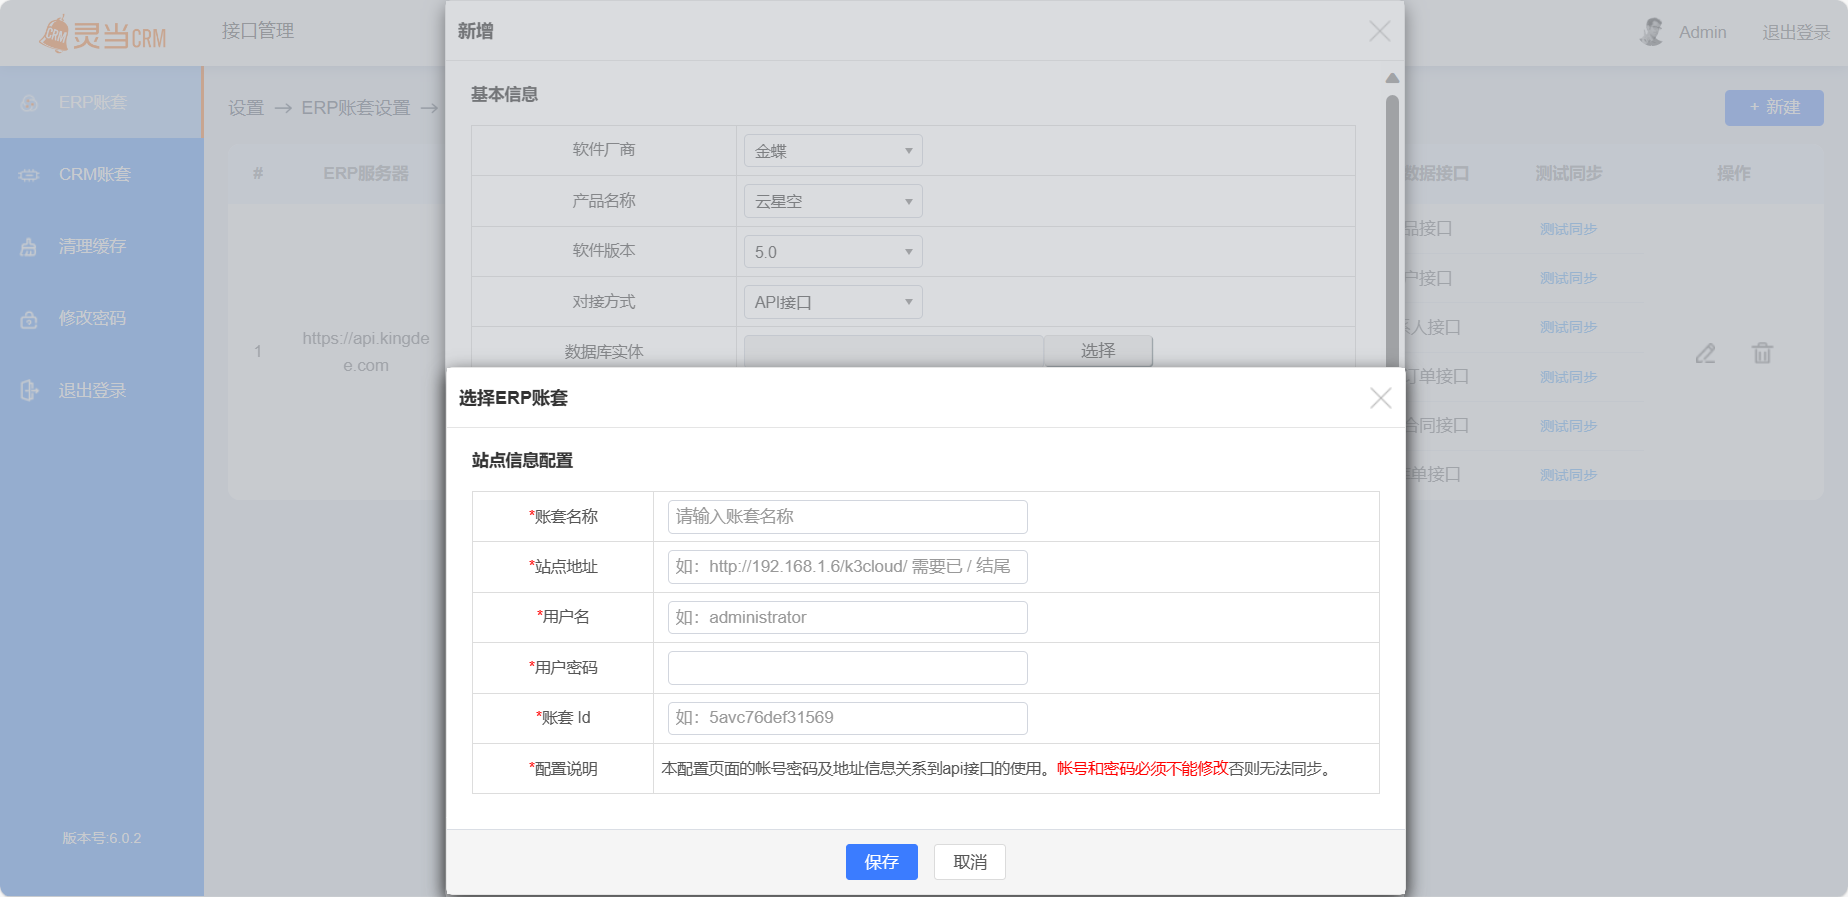 灵当CRM
接口管理
Admin
退出登录
ERP账套
CRM账套
清理缓存
修改密码
退出登录
版本号:6.0.2
设置 → ERP账套设置 →
+ 新建
# ERP服务器
数据接口 测试同步 操作
1
https://api.kingde
e.com
品接口 测试同步
户接口 测试同步
系人接口 测试同步
订单接口 测试同步
合同接口 测试同步
单接口 测试同步
新增
基本信息
软件厂商 金蝶
产品名称 云星空
软件版本 5.0
对接方式 API接口
数据库实体 选择
选择ERP账套
站点信息配置
*账套名称 请输入账套名称
*站点地址 如：http://192.168.1.6/k3cloud/ 需要已 / 结尾
*用户名 如：administrator
*用户密码
*账套 Id 如：5avc76def31569
*配置说明 本配置页面的帐号密码及地址信息关系到api接口的使用。帐号和密码必须不能修改否则无法同步。
保存 取消